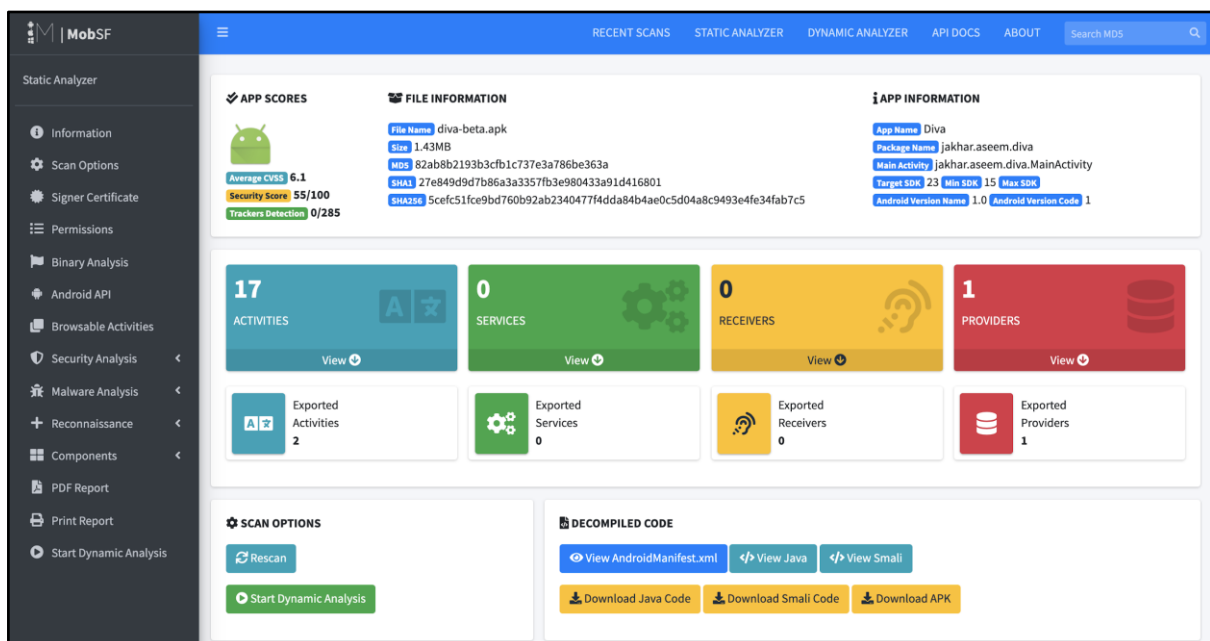 M | MobSF
RECENT SCANS STATIC ANALYZER DYNAMIC ANALYZER API DOCS ABOUT Search MD5
Static Analyzer
Information
Scan Options
Signer Certificate
Permissions
Binary Analysis
Android API
Browsable Activities
Security Analysis
Malware Analysis
Reconnaissance
Components
PDF Report
Print Report
Start Dynamic Analysis
APP SCORES
Average CVSS 6.1
Security Score 55/100
Trackers Detection 0/285
FILE INFORMATION
File Name diva-beta.apk
Size 1.43MB
MD5 82ab8b2193b3cfb1c737e3a786be363a
SHA1 27e849d9d7b86a3a3357fb3e980433a91d416801
SHA256 5cefc51fce9bd760b92ab2340477f4dda84b4ae0c5d04a8c9493e4fe34fab7c5
APP INFORMATION
App Name Diva
Package Name jakhar.aseem.diva
Main Activity jakhar.aseem.diva.MainActivity
Target SDK 23 Min SDK 15 Max SDK
Android Version Name 1.0 Android Version Code 1
17
ACTIVITIES
View
0
SERVICES
View
0
RECEIVERS
View
1
PROVIDERS
View
Exported
Activities
2
Exported
Services
0
Exported
Receivers
0
Exported
Providers
1
SCAN OPTIONS
Rescan
Start Dynamic Analysis
DECOMPILED CODE
View AndroidManifest.xml View Java View Smali
Download Java Code Download Smali Code Download APK